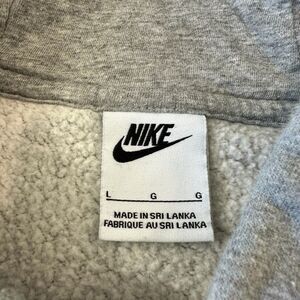 NIKE
L G G
MADE IN SRI LANKA
FABRIQUE AU SRI LANKA